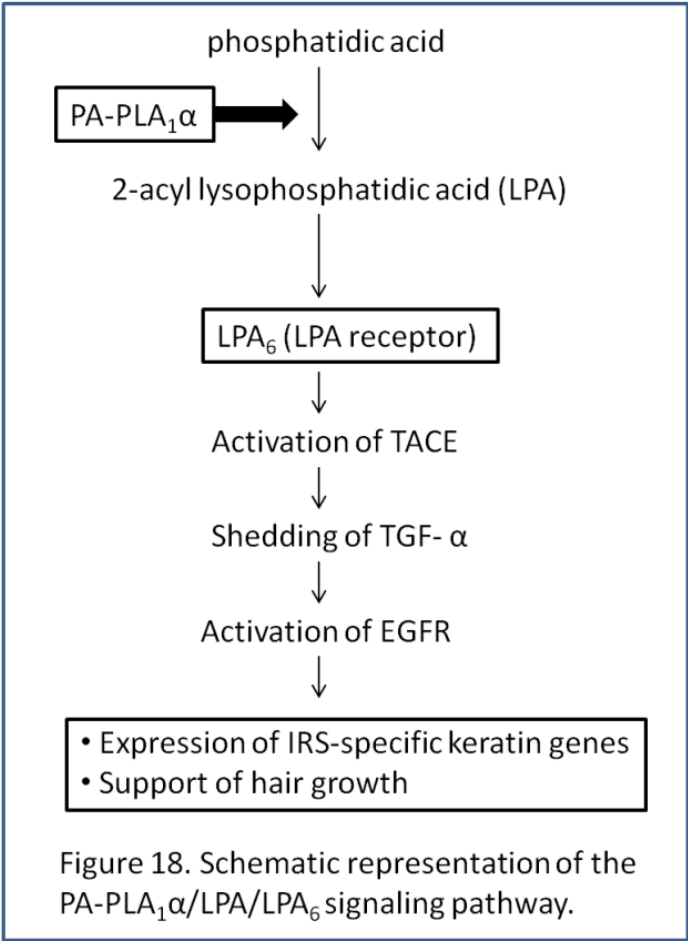 phosphatidic acid
PA-PLA₁α
2-acyl lysophosphatidic acid (LPA)
LPA₆ (LPA receptor)
Activation of TACE
Shedding of TGF- α
Activation of EGFR
• Expression of IRS-specific keratin genes
• Support of hair growth
Figure 18. Schematic representation of the
PA-PLA₁α/LPA/LPA₆ signaling pathway.